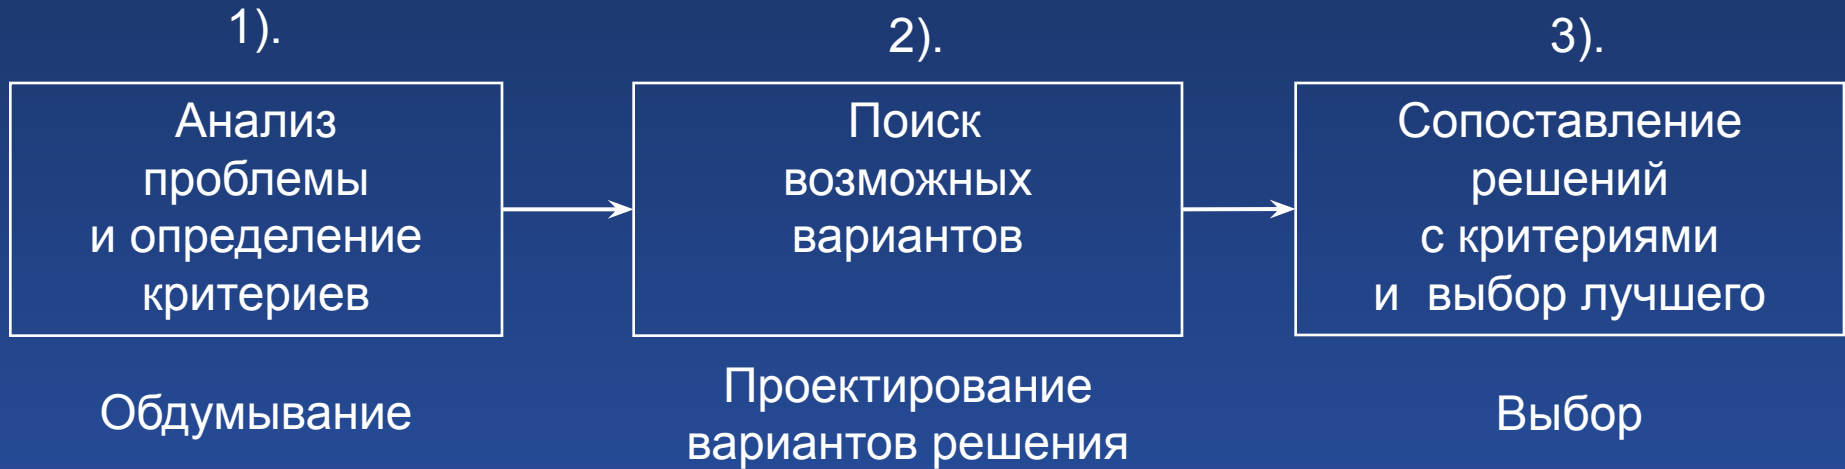 1).
Анализ
проблемы
и определение
критериев
Обдумывание
2).
Поиск
возможных
вариантов
Проектирование
вариантов решения
3).
Сопоставление
решений
с критериями
и выбор лучшего
Выбор